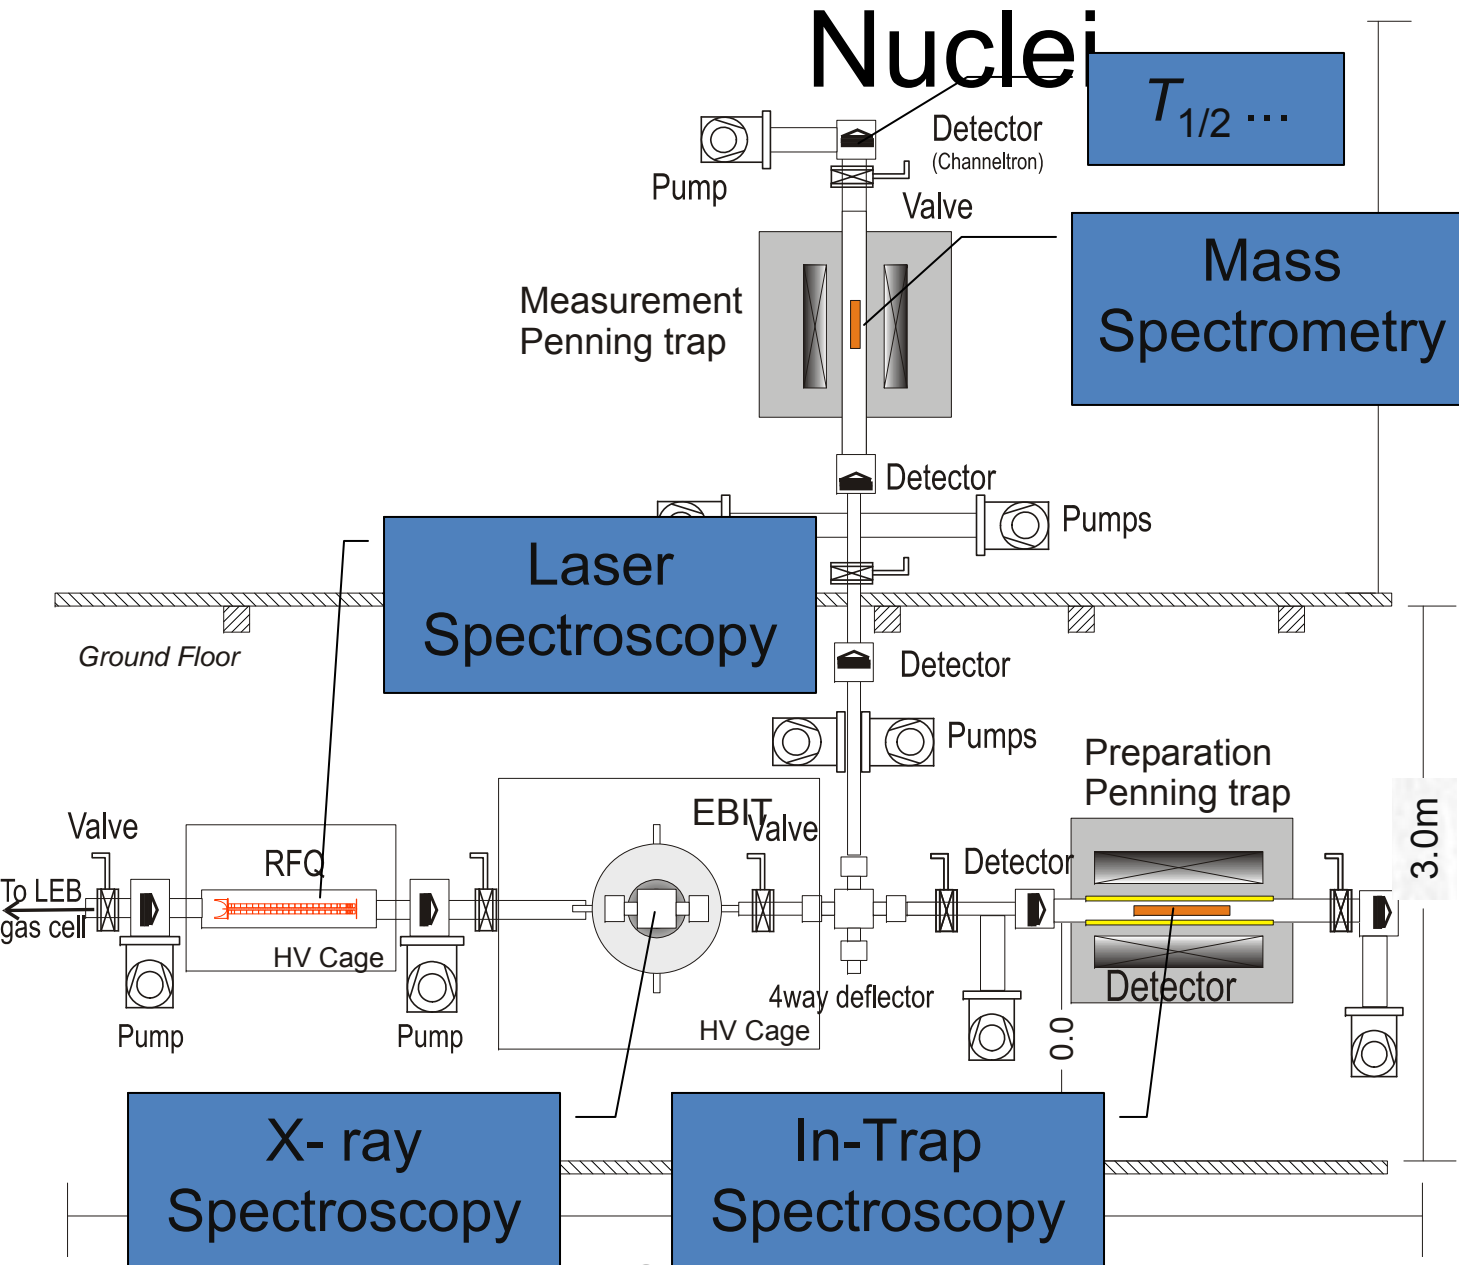 Nuclei
T1/2 ...
Detector
(Channeltron)
Pump
Valve
Mass
Spectrometry
Measurement
Penning trap
Detector
Pumps
Laser
Spectroscopy
Ground Floor
Detector
Pumps
Preparation
Penning trap
3.0m
EBIT
Valve
Valve
RFQ
Detector
To LEB
gas cell
HV Cage
Detector
4way deflector
HV Cage
Pump
Pump
0.0
X- ray
Spectroscopy
In-Trap
Spectroscopy